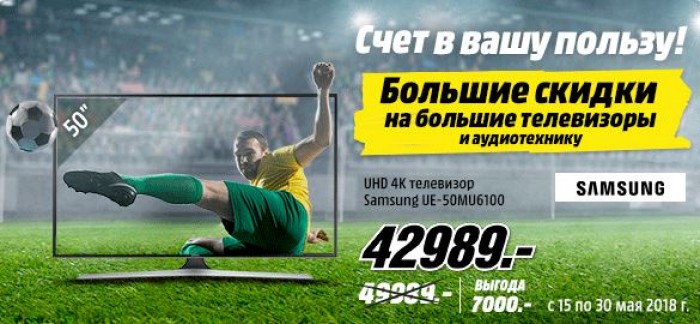 Счет в вашу пользу!
Большие скидки
на большие телевизоры
и аудиотехнику
50"
UHD 4K телевизор
Samsung UE-50MU6100
SAMSUNG
42989.-
49989.-
ВЫГОДА
7000.-
с 15 по 30 мая 2018 г.